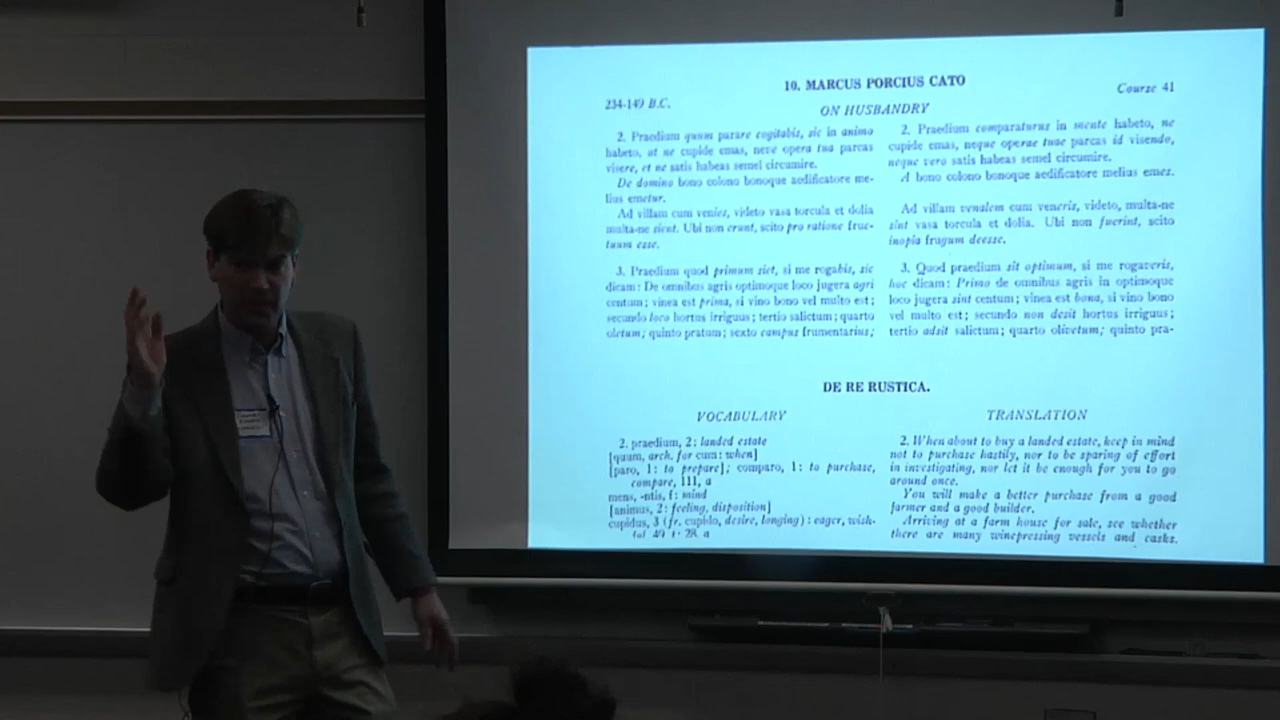 10. MARCUS PORCIUS CATO
234-149 B.C.
Course 41
ON HUSBANDRY
2. Praedium quum parare cogitabis, sic in animo
habeto, ut ne cupide emas, neve opera tua parcas
visere, et ne satis habeas semel circumire.
De domino bono colono bonoque aedificatore me-
lius emetur.
Ad villam cum venies, videto vasa torcula et dolia
multa-ne sient. Ubi non erunt, scito pro ratione fruc-
tuum esse.
3. Praedium quod primum siet, si me rogabis, sic
dicam: De omnibus agris optimoque loco jugera agri
centum; vinea est prima, si vino bono vel multo est;
secundo loco hortus irriguus; tertio salictum; quarto
oletum; quinto pratum; sexto campus frumentarius;
2. Praedium comparaturus in mente habeto, ne
cupide emas, neque operae tuae parcas id visendo,
neque vero satis habeas semel circumire.
A bono colono bonoque aedificatore melius emes.
Ad villam venalem cum veneris, videto, multa-ne
sint vasa torcula et dolia. Ubi non fuerint, scito
inopia frugum deesse.
3. Quod praedium sit optimum, si me rogaveris,
hoc dicam: Primo de omnibus agris in optimoque
loco jugera sint centum; vinea est bona, si vino bono
vel multo est; secundo non desit hortus irriguus;
tertio adsit salictum; quarto olivetum; quinto pra-
DE RE RUSTICA.
VOCABULARY
2. praedium, 2: landed estate
[quum, arch. for cum: when]
[paro, 1: to prepare]; comparo, 1: to purchase,
compare, 111, a
mens, -ntis, f: mind
[animus, 2: feeling, disposition]
cupidus, 3 (fr. cupido, desire, longing): eager, wish-
TRANSLATION
2. When about to buy a landed estate, keep in mind
not to purchase hastily, nor to be sparing of effort
in investigating, nor let it be enough for you to go
around once.
You will make a better purchase from a good
farmer and a good builder.
Arriving at a farm house for sale, see whether
there are many winepressing vessels and casks.